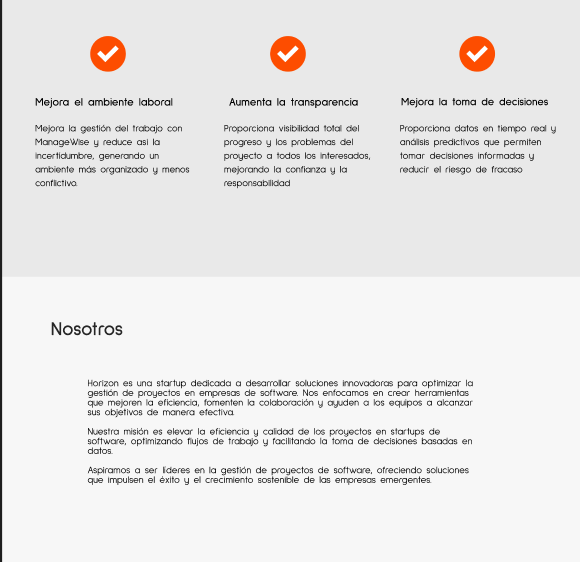 Mejora el ambiente laboral
Mejora la gestión del trabajo con
ManageWise y reduce asi la
incertidumbre, generando un
ambiente más organizado y menos
conflictivo.
Aumenta la transparencia
Proporciona visibilidad total del
progreso y los problemas del
proyecto a todos los interesados,
mejorando la confianza y la
responsabilidad
Mejora la toma de decisiones
Proporciona datos en tiempo real y
análisis predictivos que permiten
tomar decisiones informadas y
reducir el riesgo de fracaso
Nosotros
Horizon es una startup dedicada a desarrollar soluciones innovadoras para optimizar la
gestión de proyectos en empresas de software. Nos enfocamos en crear herramientas
que mejoren la eficiencia, fomenten la colaboración y ayuden a los equipos a alcanzar
sus objetivos de manera efectiva.
Nuestra misión es elevar la eficiencia y calidad de los proyectos en startups de
software, optimizando flujos de trabajo y facilitando la toma de decisiones basadas en
datos.
Aspiramos a ser líderes en la gestión de proyectos de software, ofreciendo soluciones
que impulsen el éxito y el crecimiento sostenible de las empresas emergentes.